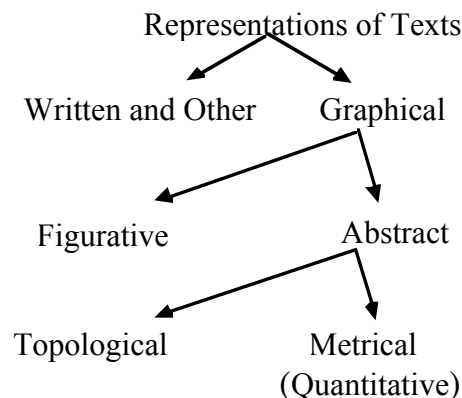 Representations of Texts
Written and Other
Graphical
Figurative
Abstract
Topological
Metrical
(Quantitative)